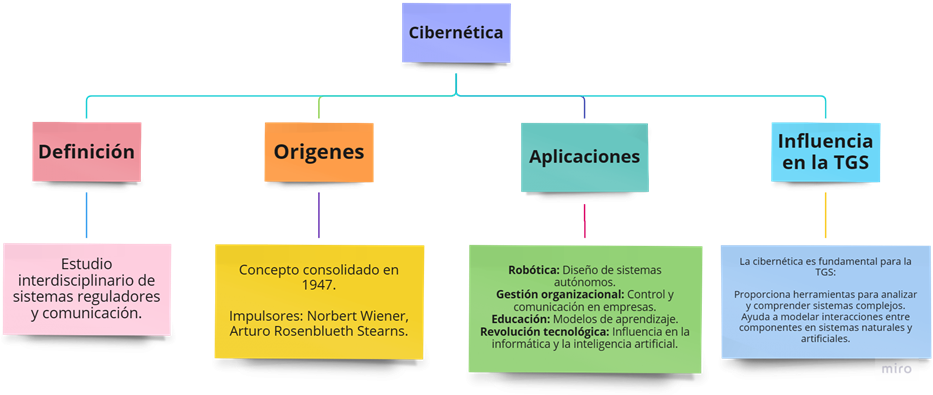 Cibernética
Definición
Origenes
Aplicaciones
Influencia
en la TGS
Estudio
interdisciplinario de
sistemas reguladores
y comunicación.
Concepto consolidado en
1947.
Impulsores: Norbert Wiener,
Arturo Rosenblueth Stearns.
Robótica: Diseño de sistemas
autónomos.
Gestión organizacional: Control y
comunicación en empresas.
Educación: Modelos de aprendizaje.
Revolución tecnológica: Influencia en la
informática y la inteligencia artificial.
La cibernética es fundamental para la
TGS:
Proporciona herramientas para analizar
y comprender sistemas complejos.
Ayuda a modelar interacciones entre
componentes en sistemas naturales y
artificiales.
miro